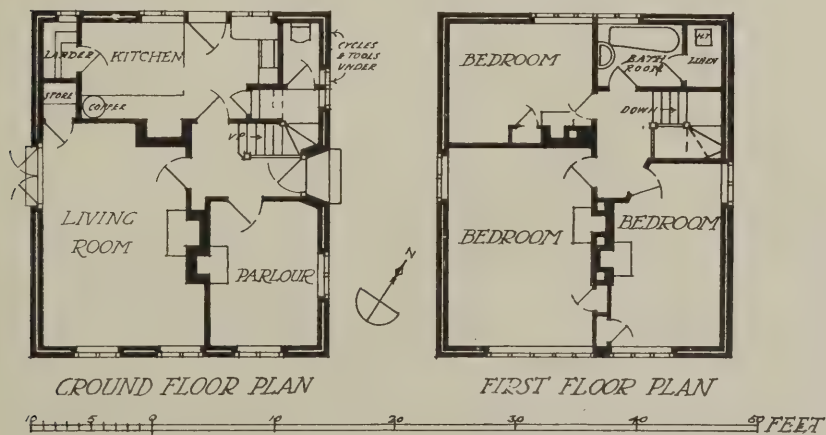 LARDER
KITCHEN
CYCLES
& TOOLS
UNDER
STORE
COPPER
UP
LIVING
ROOM
PARLOUR
GROUND FLOOR PLAN
N
BEDROOM
BATH
ROOM
LINEN
DOWN
BEDROOM
BEDROOM
FIRST FLOOR PLAN
10 5 0 10 20 30 40 50 FEET